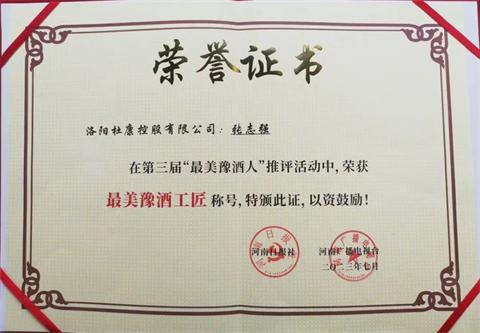 荣誉证书
洛阳杜康控股有限公司：张志强
在第三届“最美豫酒人”推评活动中,荣获
最美豫酒工匠 称号,特颁此证,以资鼓励!
河南日报社 河南广播电视台
二〇二三年七月